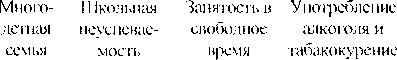 Много- Школьная Занятость в Употребление
детная неуспевае- свободное алкоголя и
семья мость время табакокурение